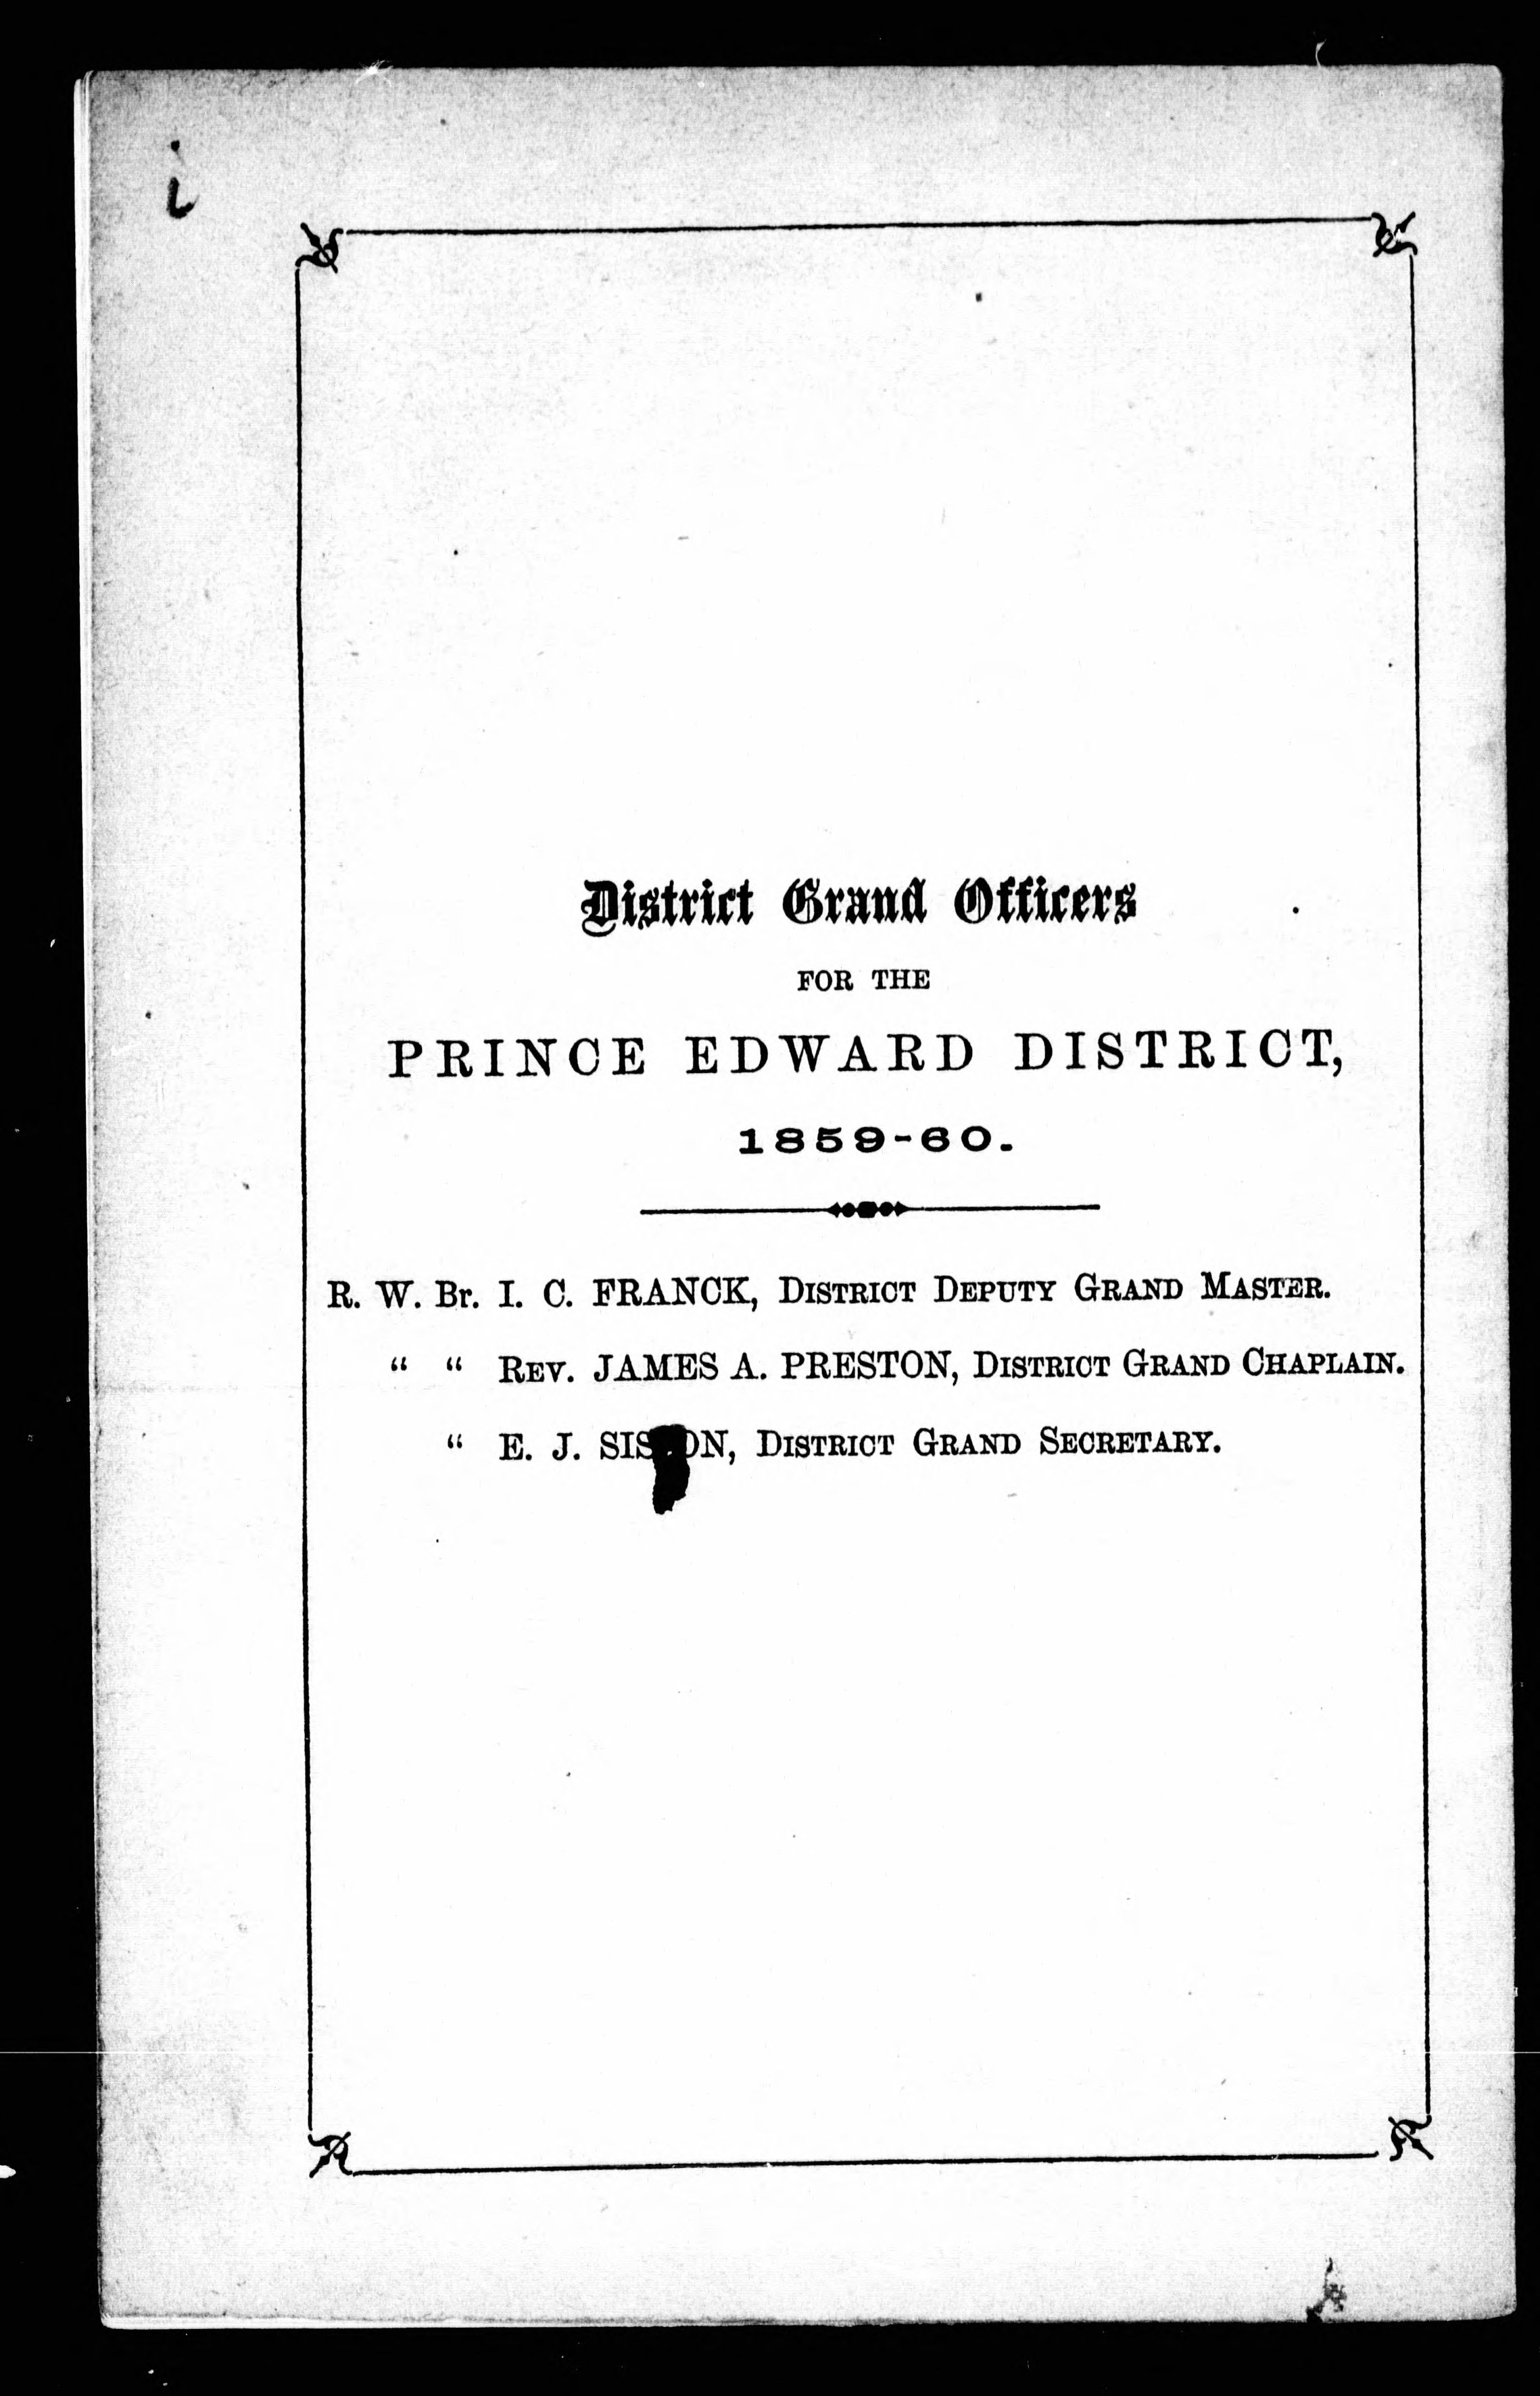 District Grand Officers
FOR THE
PRINCE EDWARD DISTRICT,
1859-60.
R. W. Br. I. C. FRANCK, DISTRICT DEPUTY GRAND MASTER.
“ “ REV. JAMES A. PRESTON, DISTRICT GRAND CHAPLAIN.
“ E. J. DISTRICT GRAND SECRETARY.